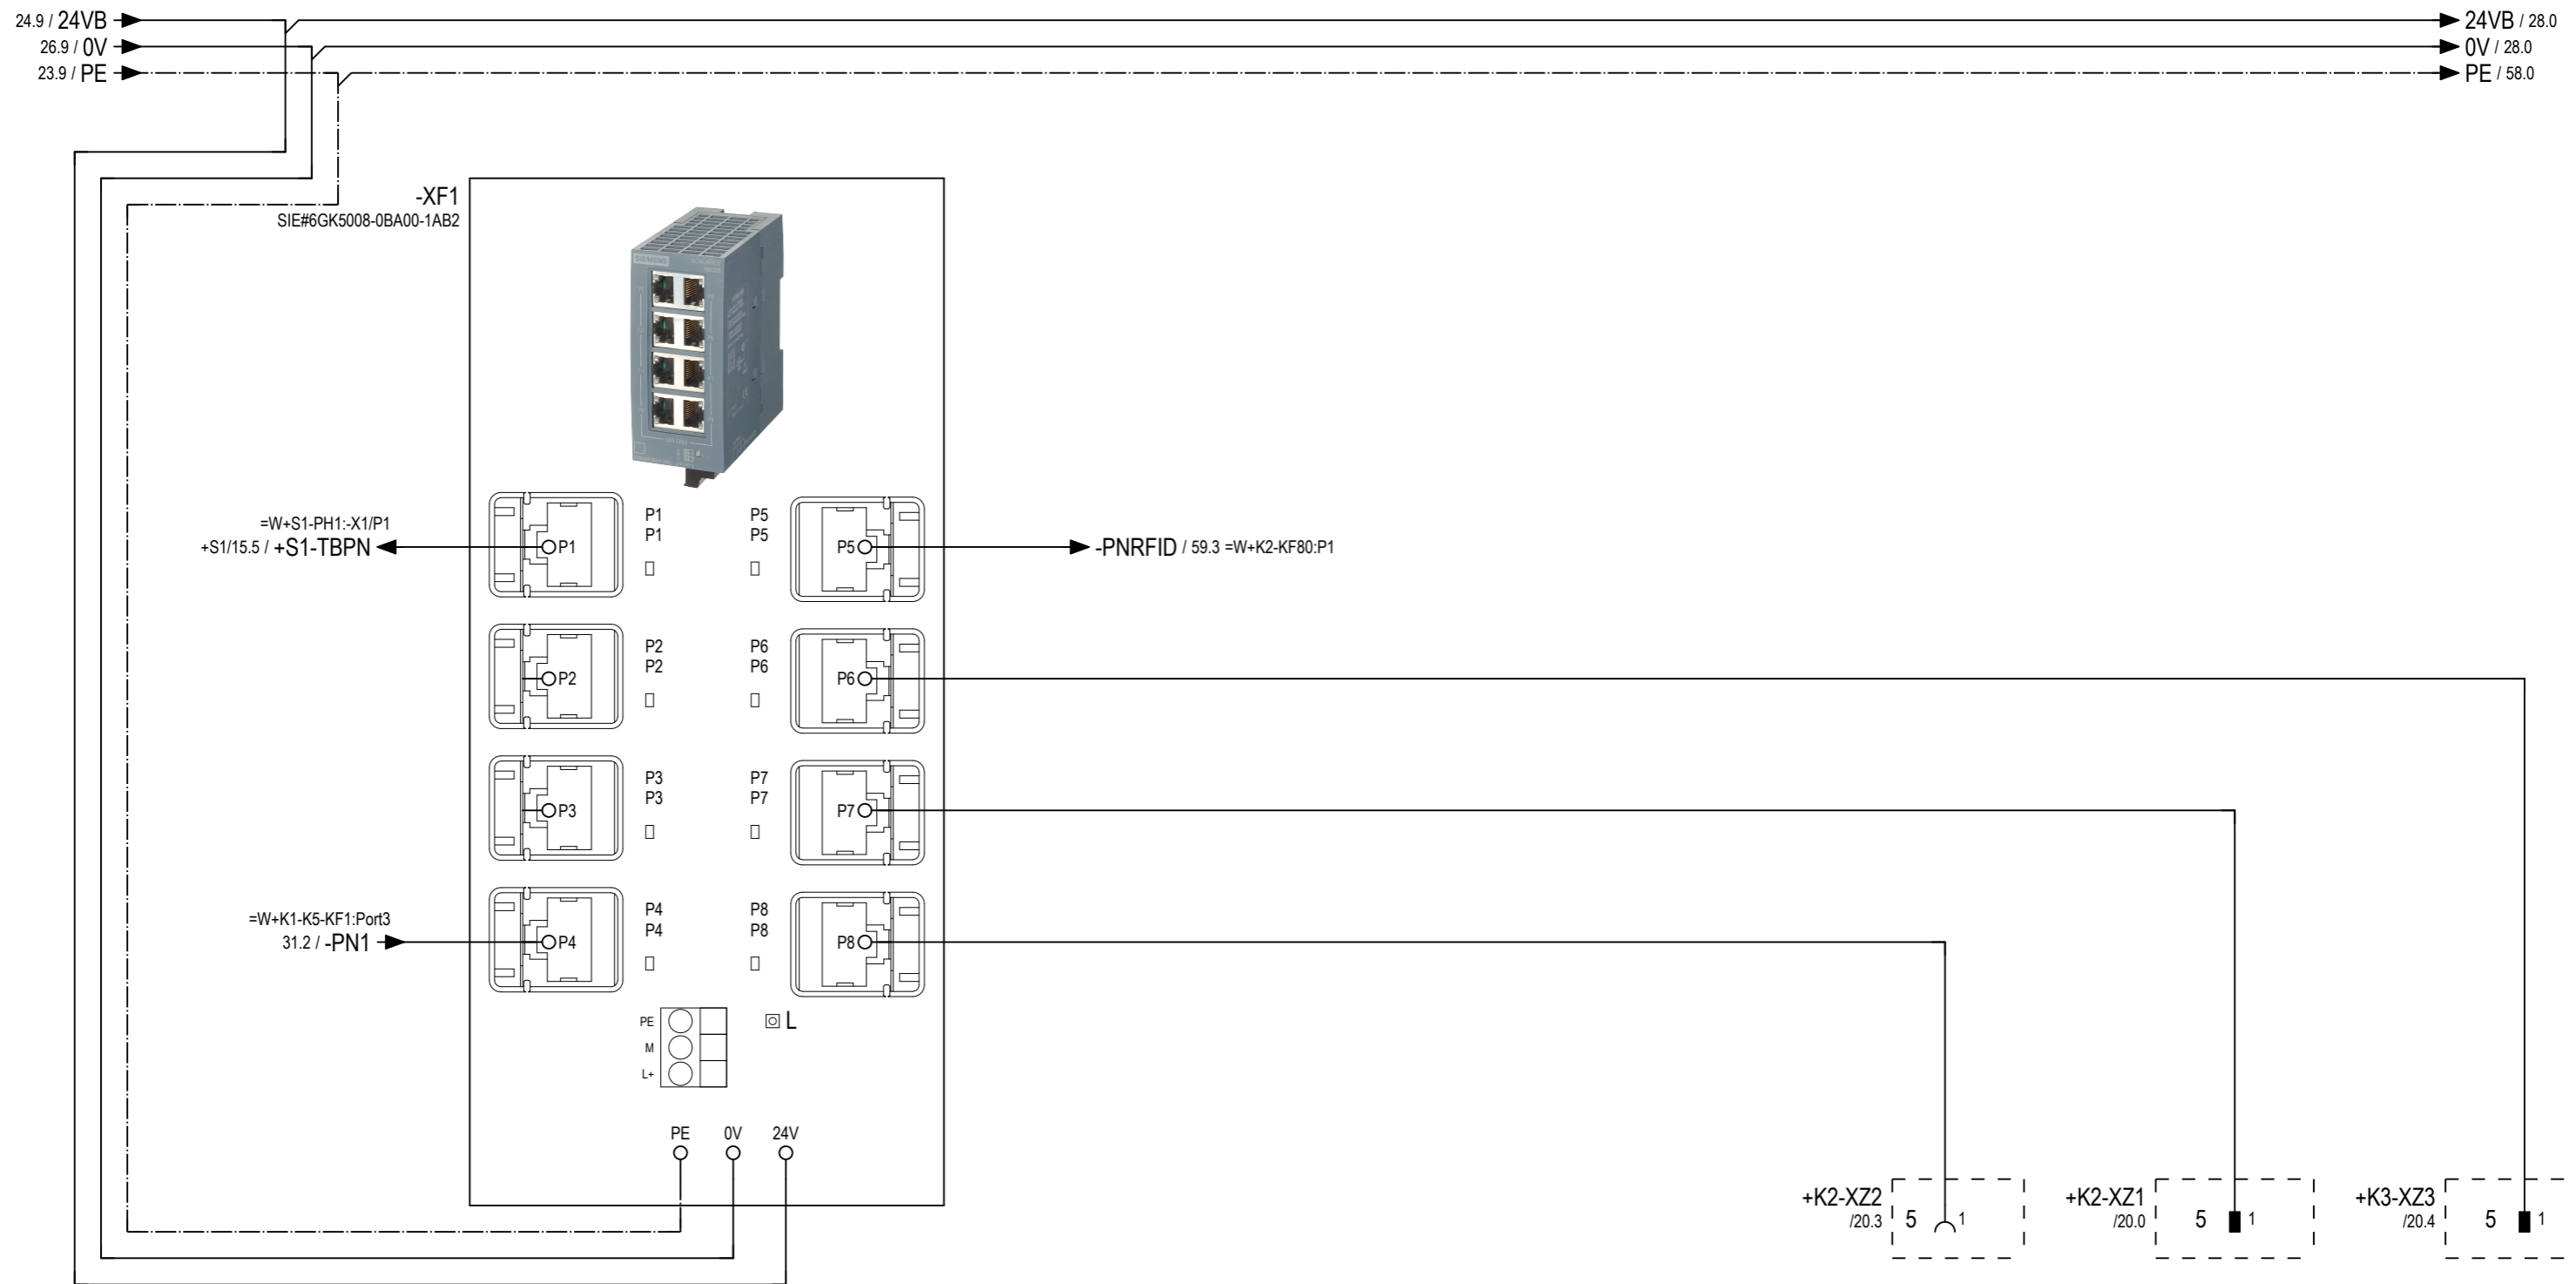 24.9 / 24VB
24VB / 28.0
26.9 / 0V
0V / 28.0
23.9 / PE
PE / 58.0
-XF1
SIE#6GK5008-0BA00-1AB2
SIEMENS
=W+S1-PH1:-X1/P1
+S1/15.5 / +S1-TBPN
P1
P1
P1
P5
P5
P5
-PNRFID / 59.3 =W+K2-KF80:P1
P2
P2
P2
P6
P6
P6
P3
P3
P3
P7
P7
P7
=W+K1-K5-KF1:Port3
31.2 / -PN1
P4
P4
P4
P8
P8
P8
PE
M
L+
L
PE 0V 24V
+K2-XZ2
/20.3
5 1
+K2-XZ1
/20.0
5 1
+K3-XZ3
/20.4
5 1